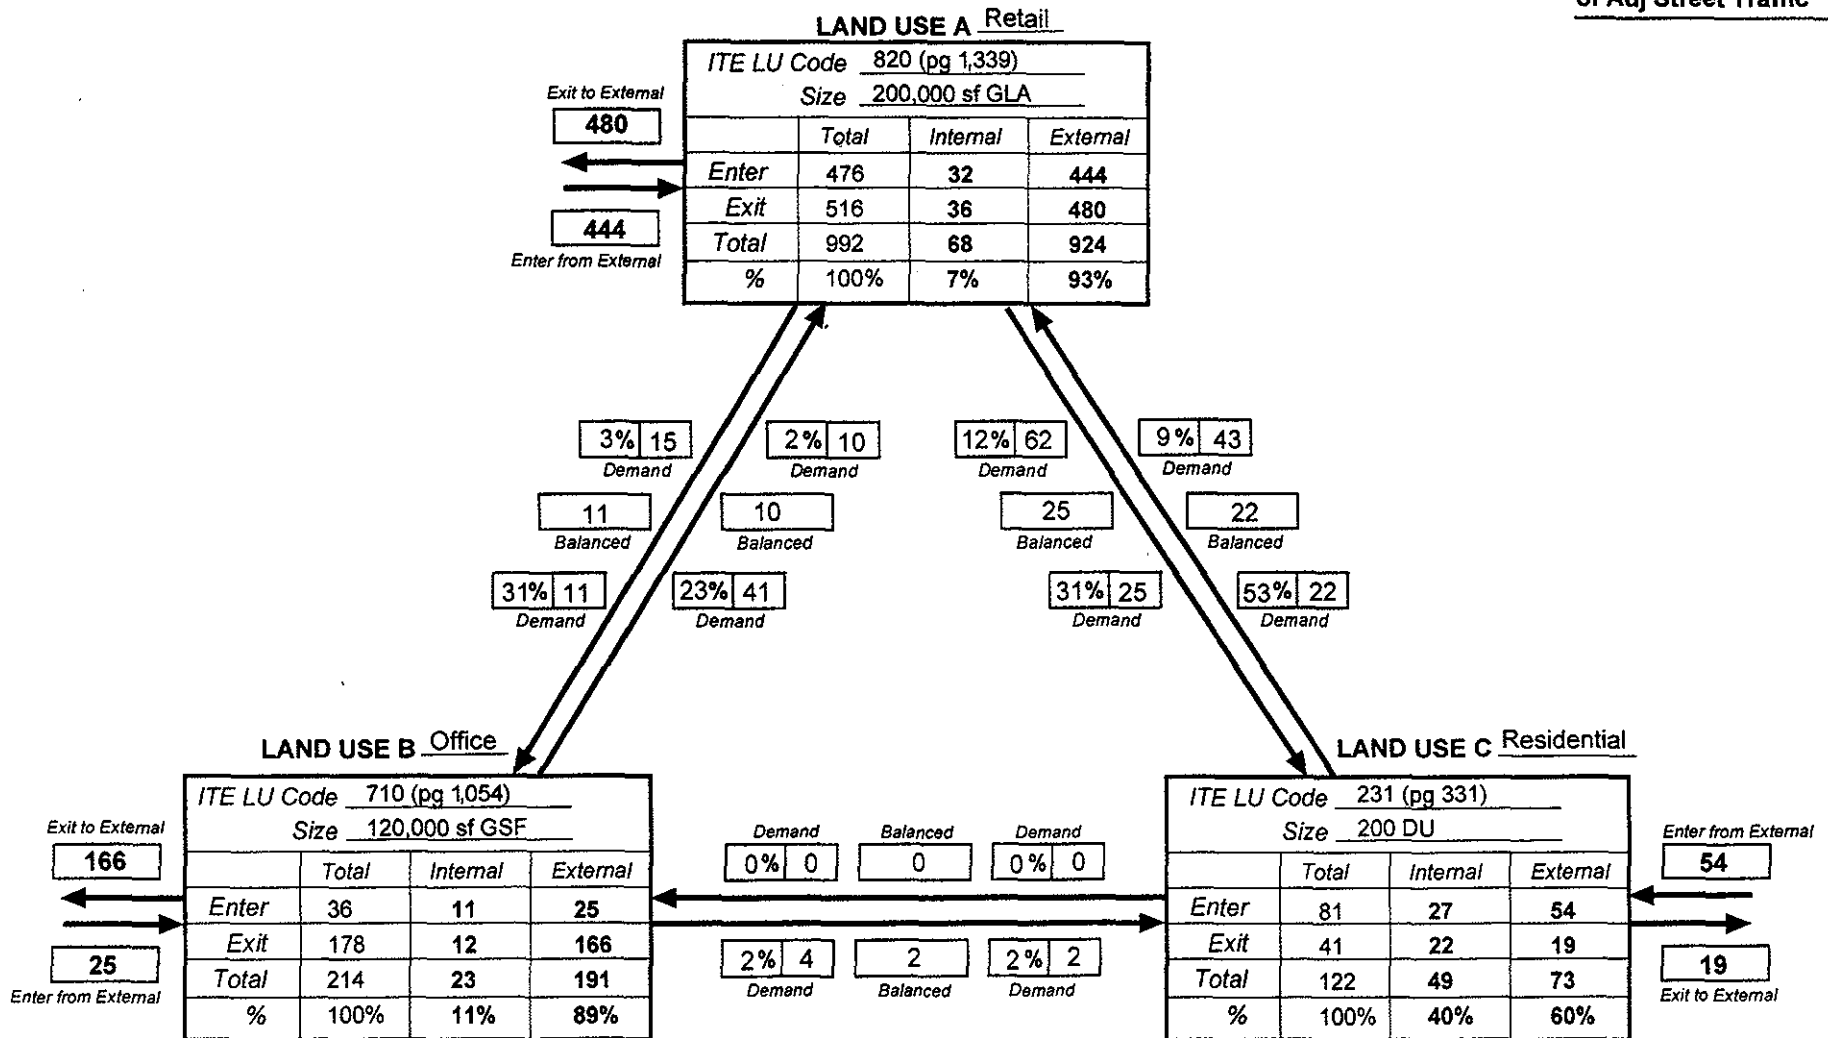 of Adj Street Traffic
LAND USE A Retail
ITE LU Code 820 (pg 1,339)
Size 200,000 sf GLA
Total Internal External
Enter 476 32 444
Exit 516 36 480
Total 992 68 924
% 100% 7% 93%
Exit to External
480
444
Enter from External
3% 15 2% 10 12% 62 9% 43
Demand Demand Demand Demand
11 10 25 22
Balanced Balanced Balanced Balanced
31% 11 23% 41 31% 25 53% 22
Demand Demand Demand Demand
LAND USE B Office
ITE LU Code 710 (pg 1,054)
Size 120,000 sf GSF
Total Internal External
Enter 36 11 25
Exit 178 12 166
Total 214 23 191
% 100% 11% 89%
Exit to External
166
25
Enter from External
Demand Balanced Demand
0% 0 0 0% 0
2% 4 2 2% 2
Demand Balanced Demand
LAND USE C Residential
ITE LU Code 231 (pg 331)
Size 200 DU
Total Internal External
Enter 81 27 54
Exit 41 22 19
Total 122 49 73
% 100% 40% 60%
Enter from External
54
19
Exit to External